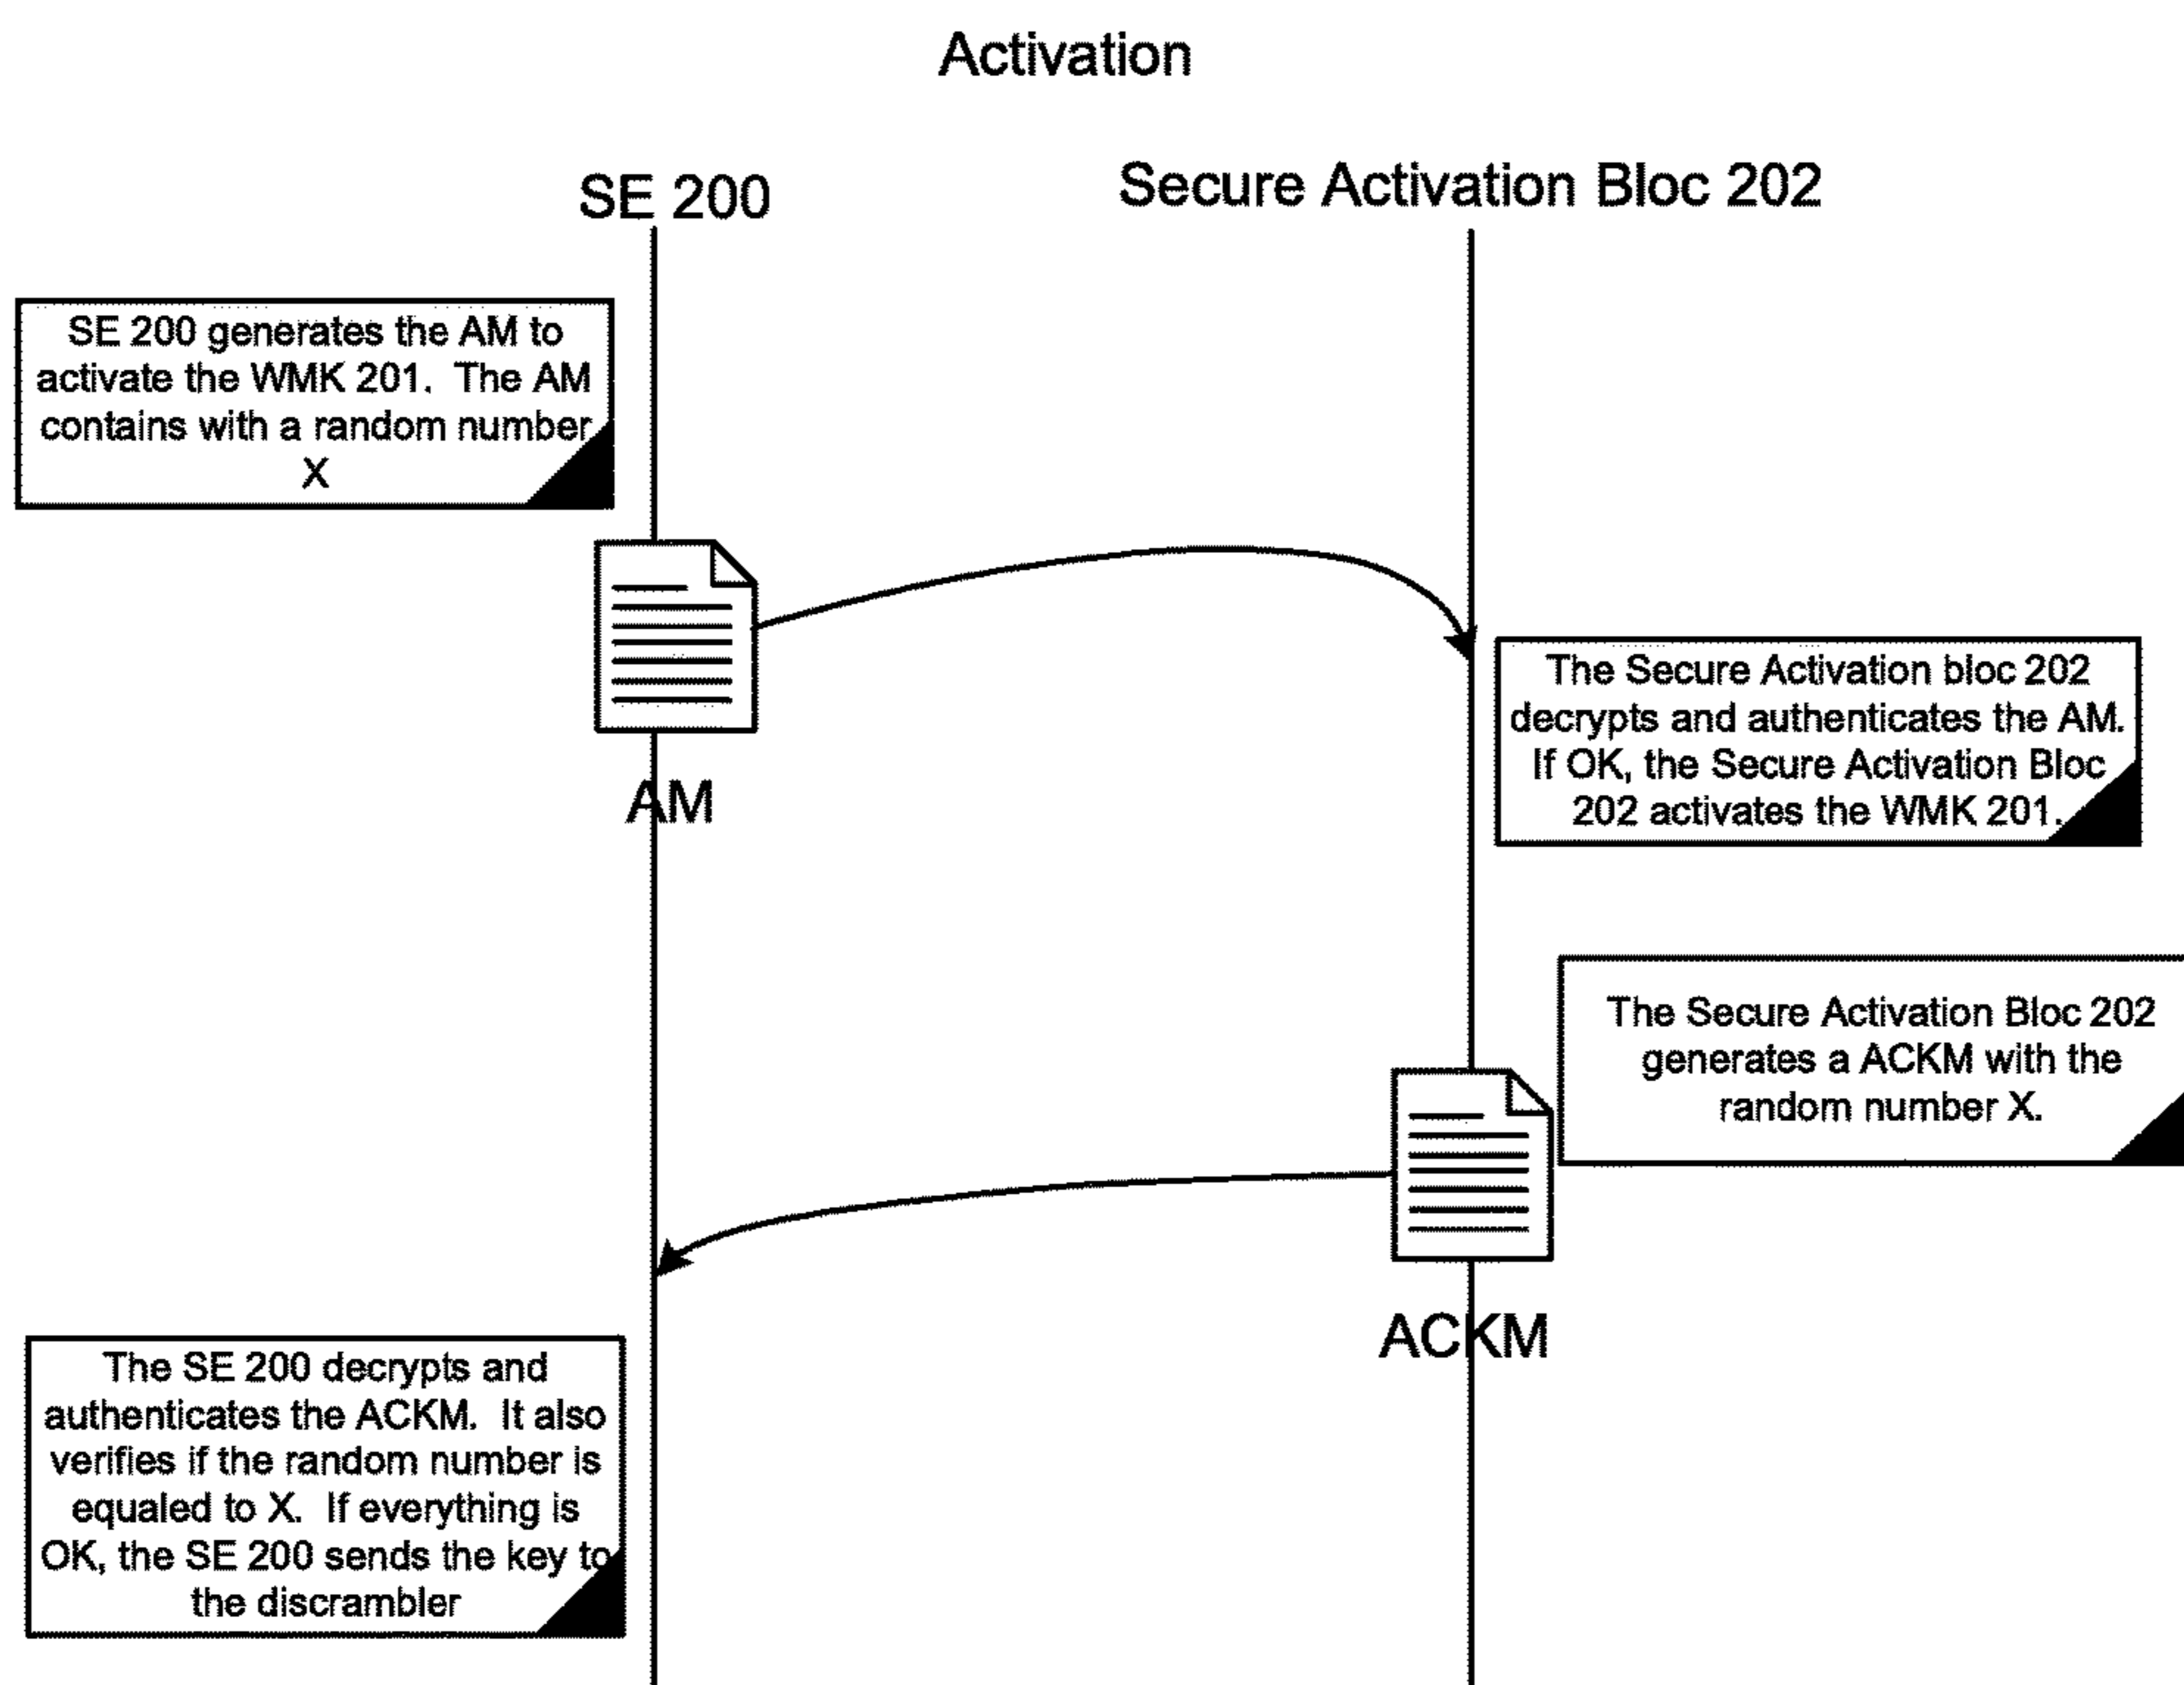 Activation
SE 200
Secure Activation Bloc 202
SE 200 generates the AM to
activate the WMK 201.  The AM
contains with a random number
X
AM
The Secure Activation bloc 202
decrypts and authenticates the AM.
If OK, the Secure Activation Bloc
202 activates the WMK 201.
The Secure Activation Bloc 202
generates a ACKM with the
random number X.
ACKM
The SE 200 decrypts and
authenticates the ACKM.  It also
verifies if the random number is
equaled to X.  If everything is
OK, the SE 200 sends the key to
the discrambler